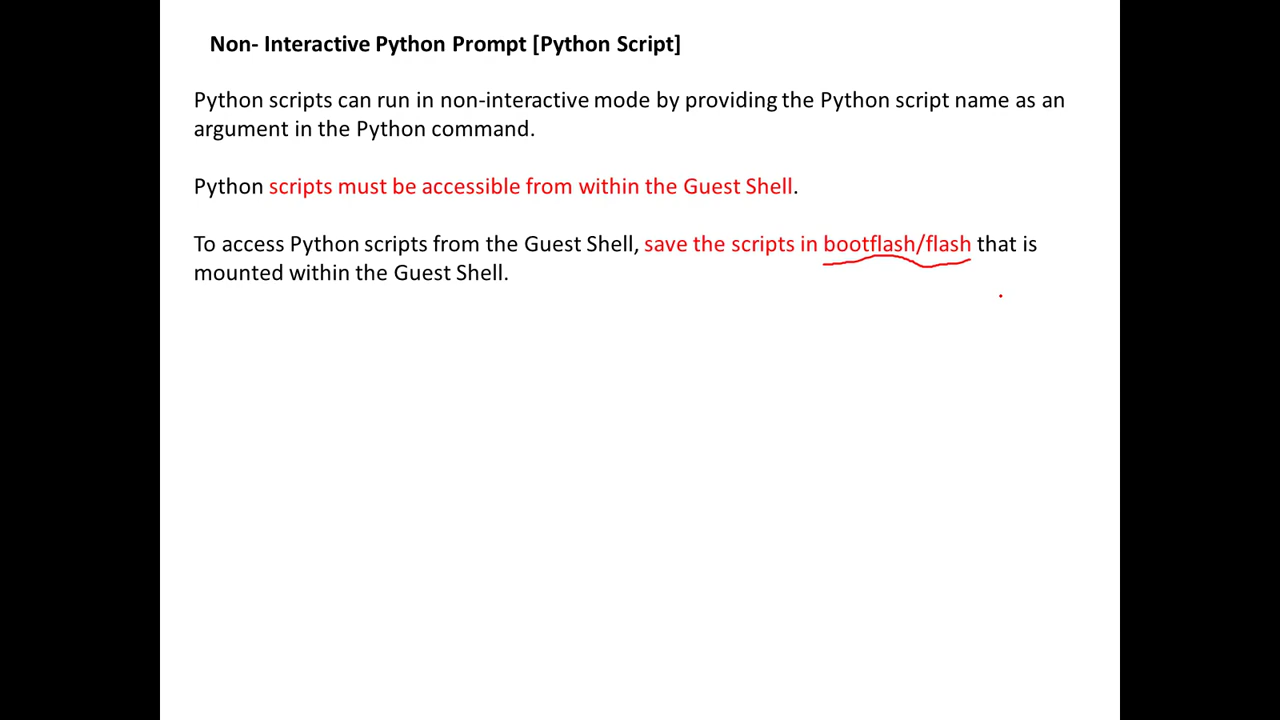 Non- Interactive Python Prompt [Python Script]
Python scripts can run in non-interactive mode by providing the Python script name as an
argument in the Python command.
Python scripts must be accessible from within the Guest Shell.
To access Python scripts from the Guest Shell, save the scripts in bootflash/flash that is
mounted within the Guest Shell.